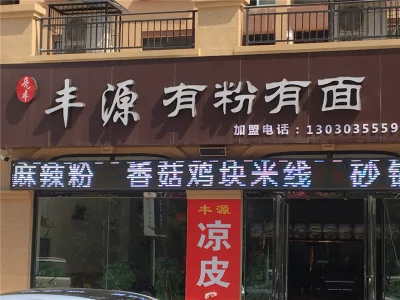 亮丰
丰源 有粉有面
加盟电话：1303035559
麻辣粉 香菇鸡块米线 砂
丰源
凉皮